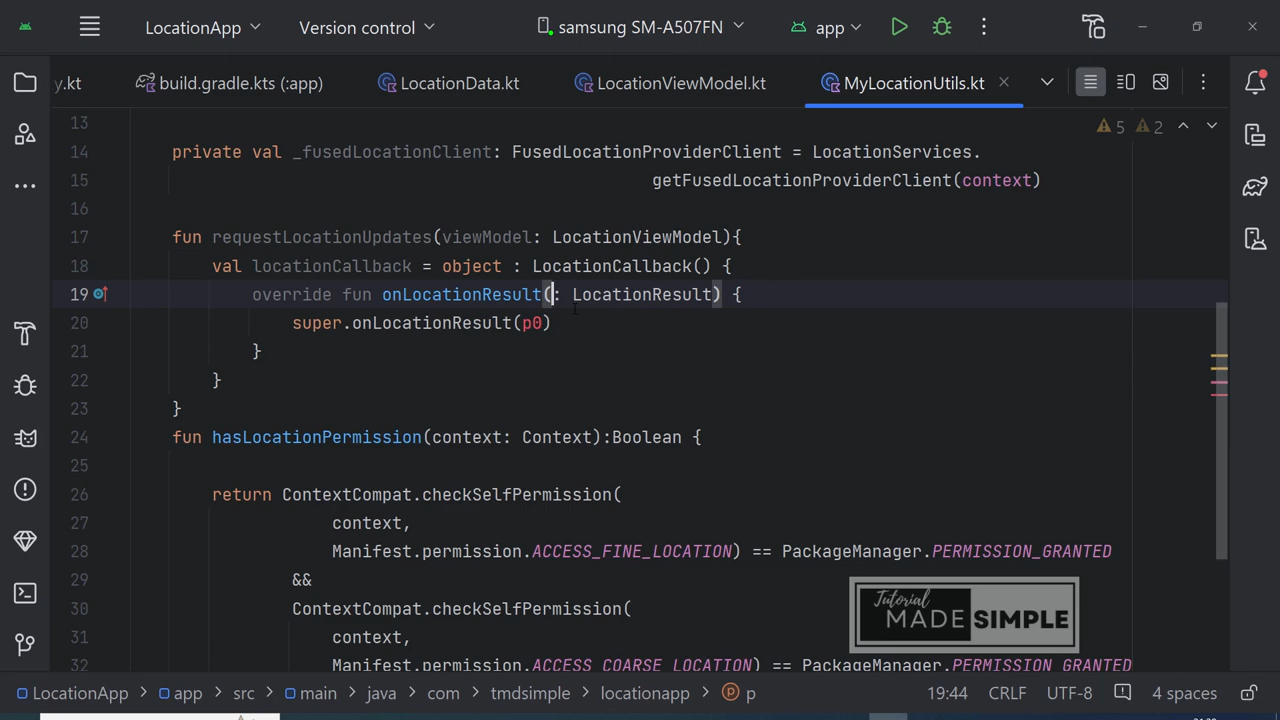 LocationApp Version control samsung SM-A507FN app
y.kt build.gradle.kts (:app) LocationData.kt LocationViewModel.kt MyLocationUtils.kt
13 5 2
14 private val _fusedLocationClient: FusedLocationProviderClient = LocationServices.
15 getFusedLocationProviderClient(context)
16
17 fun requestLocationUpdates(viewModel: LocationViewModel){
18 val locationCallback = object : LocationCallback() {
19 override fun onLocationResult(: LocationResult) {
20 super.onLocationResult(p0)
21 }
22 }
23 }
24 fun hasLocationPermission(context: Context):Boolean {
25
26 return ContextCompat.checkSelfPermission(
27 context,
28 Manifest.permission.ACCESS_FINE_LOCATION) == PackageManager.PERMISSION_GRANTED
29 &&
30 ContextCompat.checkSelfPermission(
31 context,
32 Manifest.permission.ACCESS_COARSE_LOCATION) == PackageManager.PERMISSION_GRANTED
Tutorial
MADE SIMPLE
LocationApp app src main java com tmdsimple locationapp p 19:44 CRLF UTF-8 4 spaces